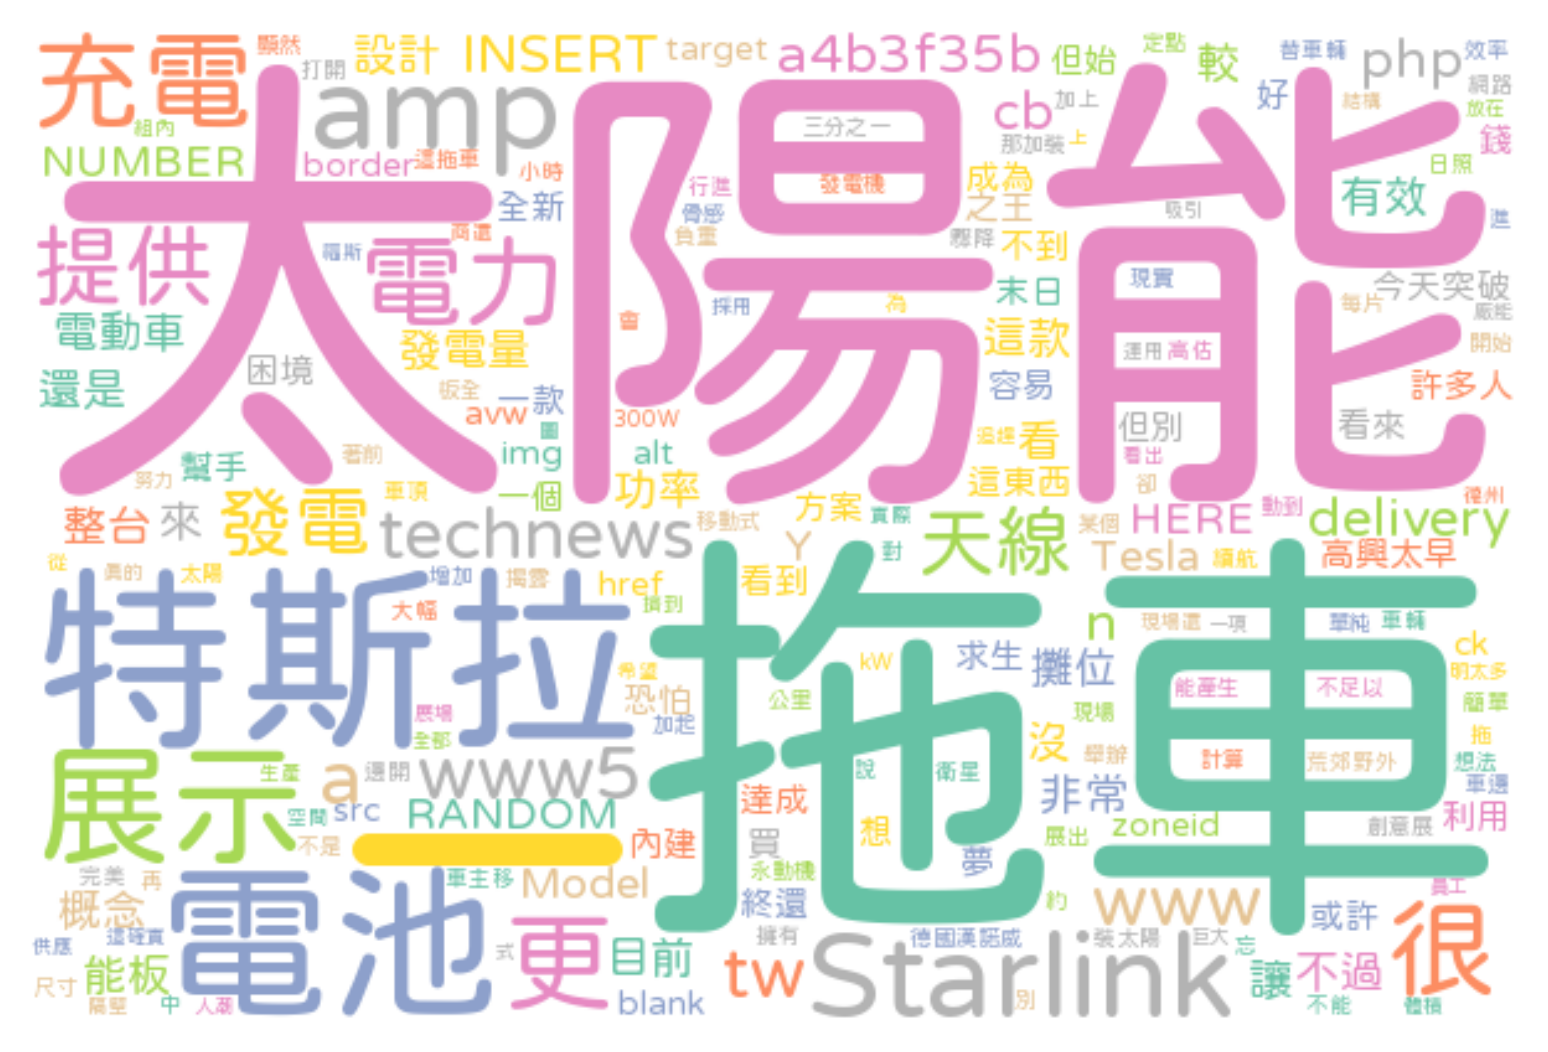 充電
顯然
打開
設計
INSERT
target
a4b3f35b
但始
定點
較
替車輛
php
效率
好
結構
網路
放在
組內
amp
三分之一
cb
加上
那加裝
上
錢
NUMBER
border
這拖車
小時
行進
發電機
成為
日照
太陽能
全新
骨感
之王
吸引
有效
進
提供
福斯
電力
負重
驟降
不到
現實
今天突破
採用
為
末日
每片
電動車
會
這款
運用
高估
開始
發電量
困境
還是
板全
一款
容易
許多人
avw
300W
但別
看來
圖
追趕
看
著前
img
alt
看出
努力
幫手
車頂
一個
功率
這東西
卻
德州
整台
來
發電
technews
移動式
方案
實際
天線
某個
HERE
動到
delivery
Y
對
Tesla
續航
高興太早
從
真的
太陽
增加
揭露
href
看到
特斯拉
大幅
損到
拖車
n
現場還
一項
單純
車輛
ck
求生
攤位
kW
希望
恐怕
能產生
不足以
明太多
簡單
公里
展場
加起
現場
全部
沒
舉辦
拖
計算
荒郊野外
想法
展示
生產
a
還開
www5
說
衛星
車邊
src
RANDOM
達成
非常
空間
zoneid
創意展
利用
不是
一
內建
買
想
展出
夢
完美
再
車主移
Model
永動機
概念
電池
終還
約
www
或許
員工
很
供應
這確實
更
擁有
德國漢諾威
裝太陽
巨大
忘
式
目前
能板
tw
Starlink
讓
不過
尺寸
隔壁
中
人潮
blank
別
不能
體積